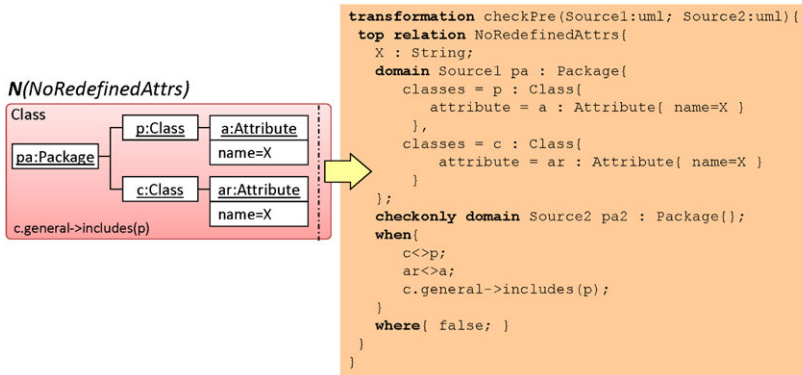 N(NoRedefinedAttrs)
Class
p:Class
a:Attribute
name=X
pa:Package
c:Class
ar:Attribute
name=X
c.general->includes(p)
transformation checkPre(Source1:uml; Source2:uml){
top relation NoRedefinedAttrs{
X : String;
domain Source1 pa : Package{
classes = p : Class{
attribute = a : Attribute{ name=X }
},
classes = c : Class{
attribute = ar : Attribute{ name=X }
}
};
checkonly domain Source2 pa2 : Package{};
when{
c<>p;
ar<>a;
c.general->includes(p);
}
where{ false; }
}
}